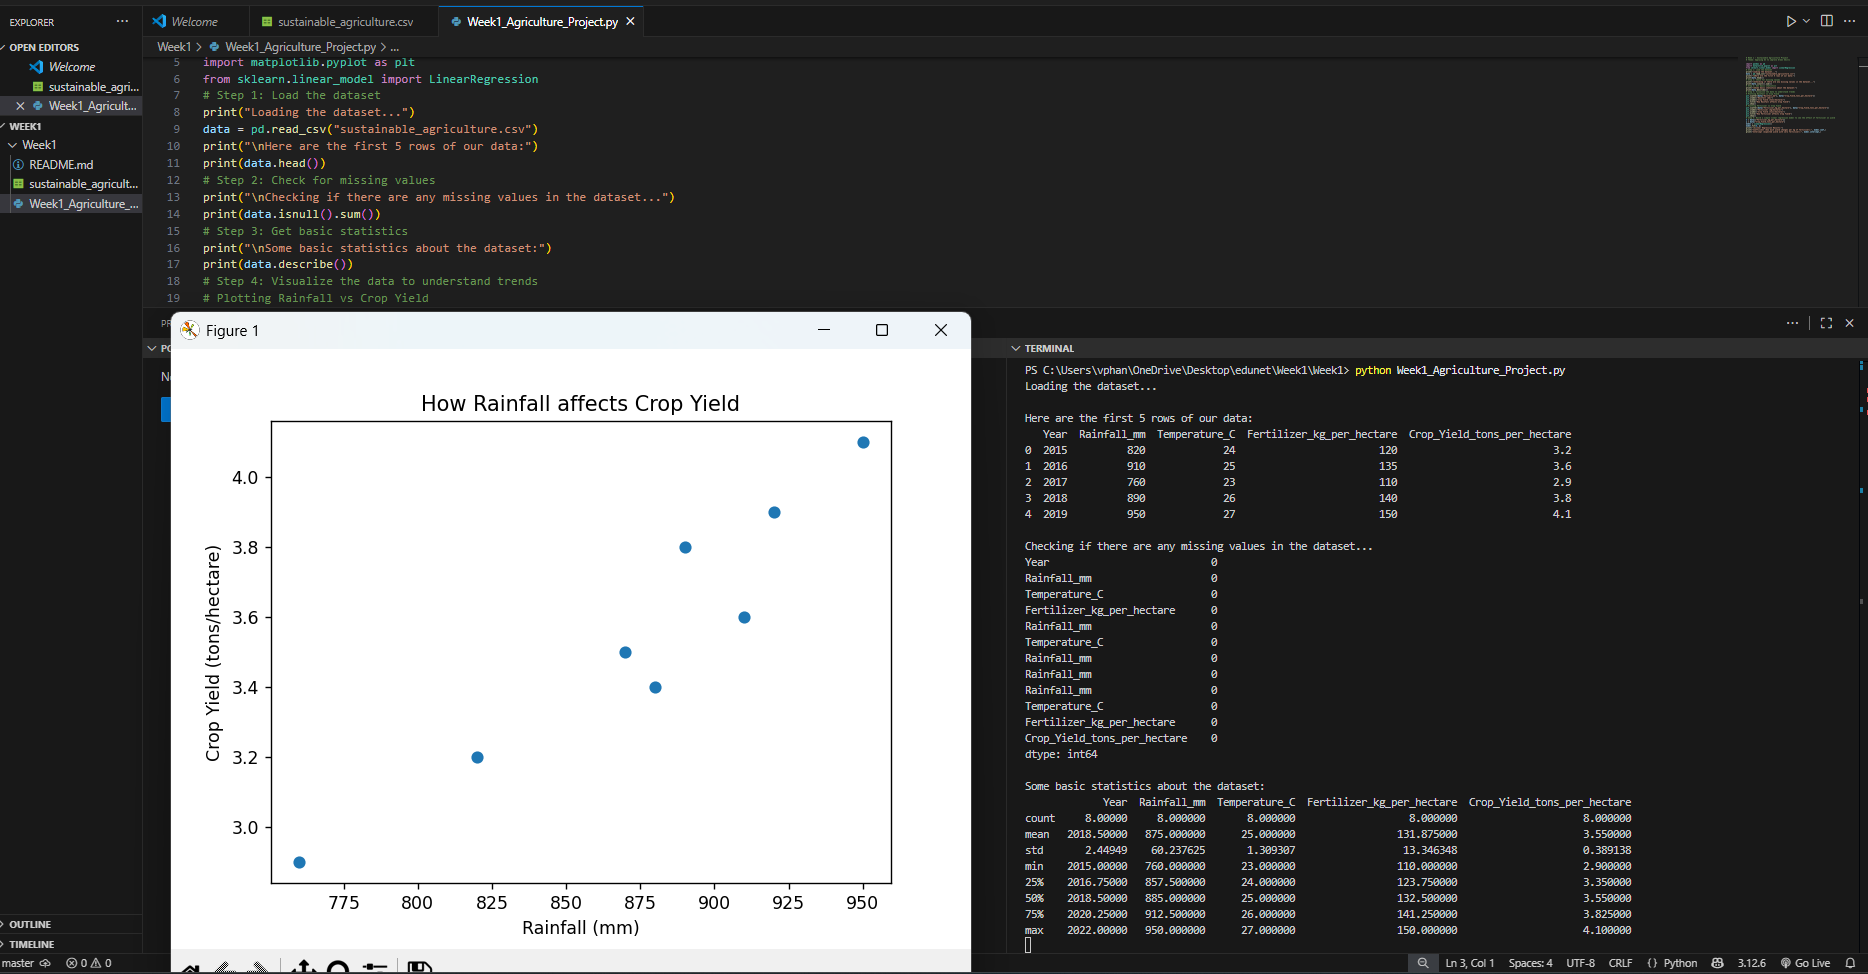 EXPLORER
OPEN EDITORS
Welcome
sustainable_agri...
Week1_Agricult...
WEEK1
Week1
README.md
sustainable_agricult...
Week1_Agriculture_...
OUTLINE
TIMELINE
Welcome
sustainable_agriculture.csv
Week1_Agriculture_Project.py
Week1 > Week1_Agriculture_Project.py > ...
5 import matplotlib.pyplot as plt
6 from sklearn.linear_model import LinearRegression
7 # Step 1: Load the dataset
8 print("Loading the dataset...")
9 data = pd.read_csv("sustainable_agriculture.csv")
10 print("\nHere are the first 5 rows of our data:")
11 print(data.head())
12 # Step 2: Check for missing values
13 print("\nChecking if there are any missing values in the dataset...")
14 print(data.isnull().sum())
15 # Step 3: Get basic statistics
16 print("\nSome basic statistics about the dataset:")
17 print(data.describe())
18 # Step 4: Visualize the data to understand trends
19 # Plotting Rainfall vs Crop Yield
Figure 1
How Rainfall affects Crop Yield
Crop Yield (tons/hectare)
4.0
3.8
3.6
3.4
3.2
3.0
775 800 825 850 875 900 925 950
Rainfall (mm)
TERMINAL
PS C:\Users\vphan\OneDrive\Desktop\edunet\Week1\Week1> python Week1_Agriculture_Project.py
Loading the dataset...
Here are the first 5 rows of our data:
Year Rainfall_mm Temperature_C Fertilizer_kg_per_hectare Crop_Yield_tons_per_hectare
0 2015 820 24 120 3.2
1 2016 910 25 135 3.6
2 2017 760 23 110 2.9
3 2018 890 26 140 3.8
4 2019 950 27 150 4.1
Checking if there are any missing values in the dataset...
Year 0
Rainfall_mm 0
Temperature_C 0
Fertilizer_kg_per_hectare 0
Rainfall_mm 0
Temperature_C 0
Rainfall_mm 0
Rainfall_mm 0
Rainfall_mm 0
Temperature_C 0
Fertilizer_kg_per_hectare 0
Crop_Yield_tons_per_hectare 0
dtype: int64
Some basic statistics about the dataset:
Year Rainfall_mm Temperature_C Fertilizer_kg_per_hectare Crop_Yield_tons_per_hectare
count 8.00000 8.000000 8.000000 8.000000 8.000000
mean 2018.50000 875.000000 25.000000 131.875000 3.550000
std 2.44949 60.237625 1.309307 13.346348 0.389138
min 2015.00000 760.000000 23.000000 110.000000 2.900000
25% 2016.75000 857.500000 24.000000 123.750000 3.350000
50% 2018.50000 885.000000 25.000000 132.500000 3.550000
75% 2020.25000 912.500000 26.000000 141.250000 3.825000
max 2022.00000 950.000000 27.000000 150.000000 4.100000
master 0 0 Ln 3, Col 1 Spaces: 4 UTF-8 CRLF {} Python 3.12.6 Go Live